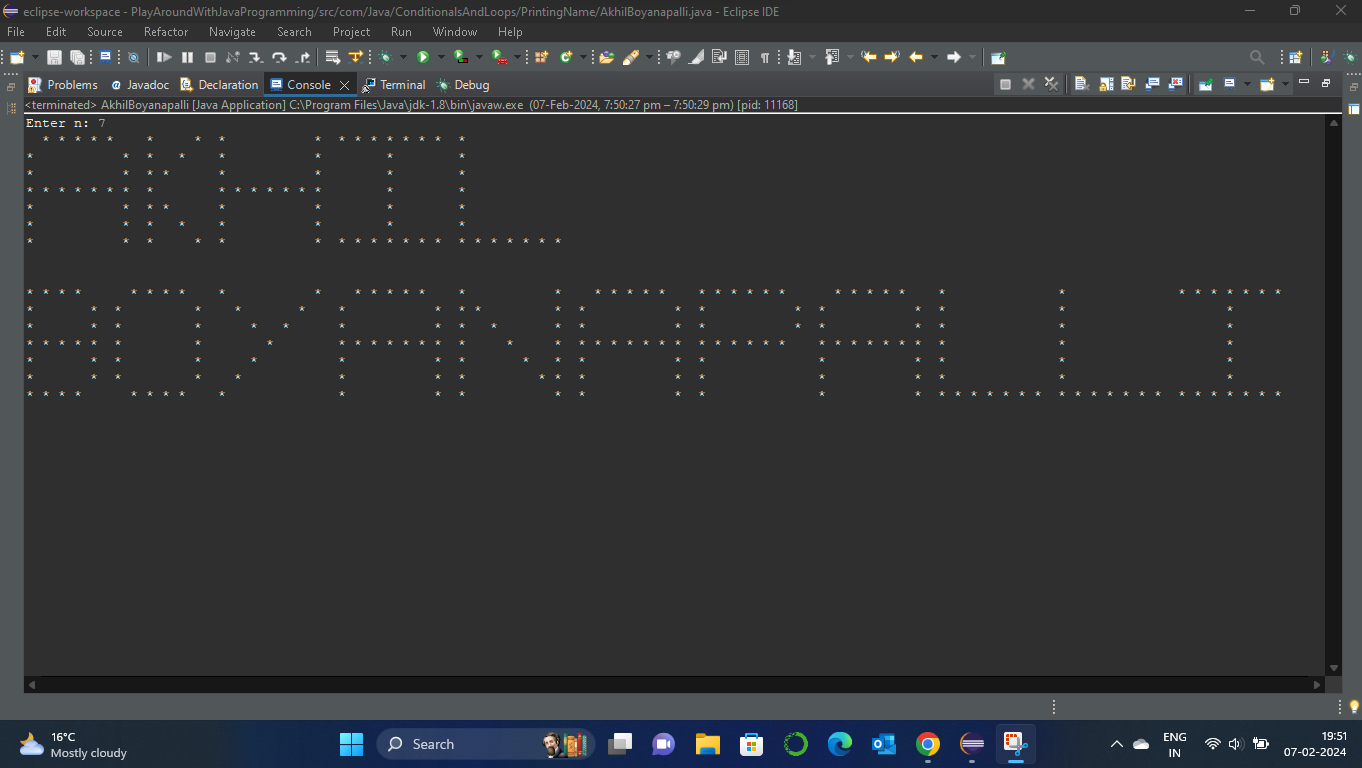 eclipse-workspace - PlayAroundWithJavaProgramming/src/com/Java/ConditionalsAndLoops/PrintingName/AkhilBoyanapalli.java - Eclipse IDE
File Edit Source Refactor Navigate Search Project Run Window Help
Problems Javadoc Declaration Console Terminal Debug
<terminated> AkhilBoyanapalli [Java Application] C:\Program Files\Java\jdk-1.8\bin\javaw.exe (07-Feb-2024, 7:50:27 pm – 7:50:29 pm) [pid: 11168]
Enter n: 7
AKHIL
BOYANAPALLI
16°C
Mostly cloudy
Search
ENG
IN
19:51
07-02-2024